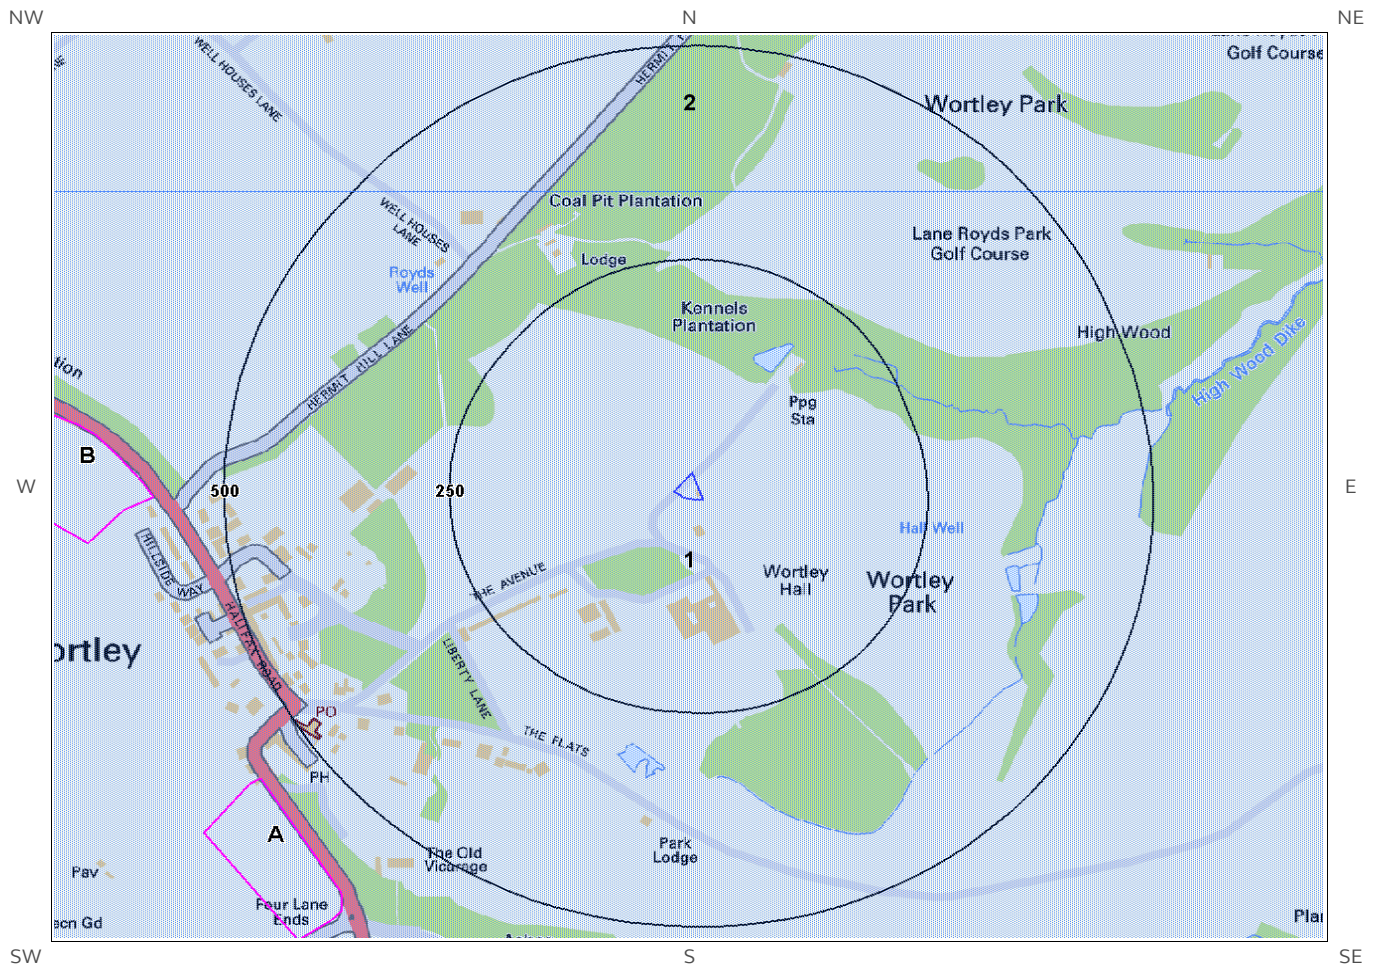 NW
N
NE
Golf Course
WELL HOUSES LANE
HERMIT
2
Wortley Park
Coal Pit Plantation
WELL HOUSES
LANE
Lane Royds Park
Golf Course
Lodge
Royds
Well
Kennels
Plantation
High Wood
High Wood Dike
HERMIT HILL LANE
tion
Ppg
Sta
B
W
500
250
E
Hall Well
HILLSIDE WAY
1
THE AVENUE
Wortley
Hall
Wortley
Park
HALIFAX ROAD
ortley
LIBERTY LANE
PO
THE FLATS
PH
A
Park
Lodge
The Old
Vicarage
Pav
Four Lane
Ends
een Gd
Plan
SW
S
SE